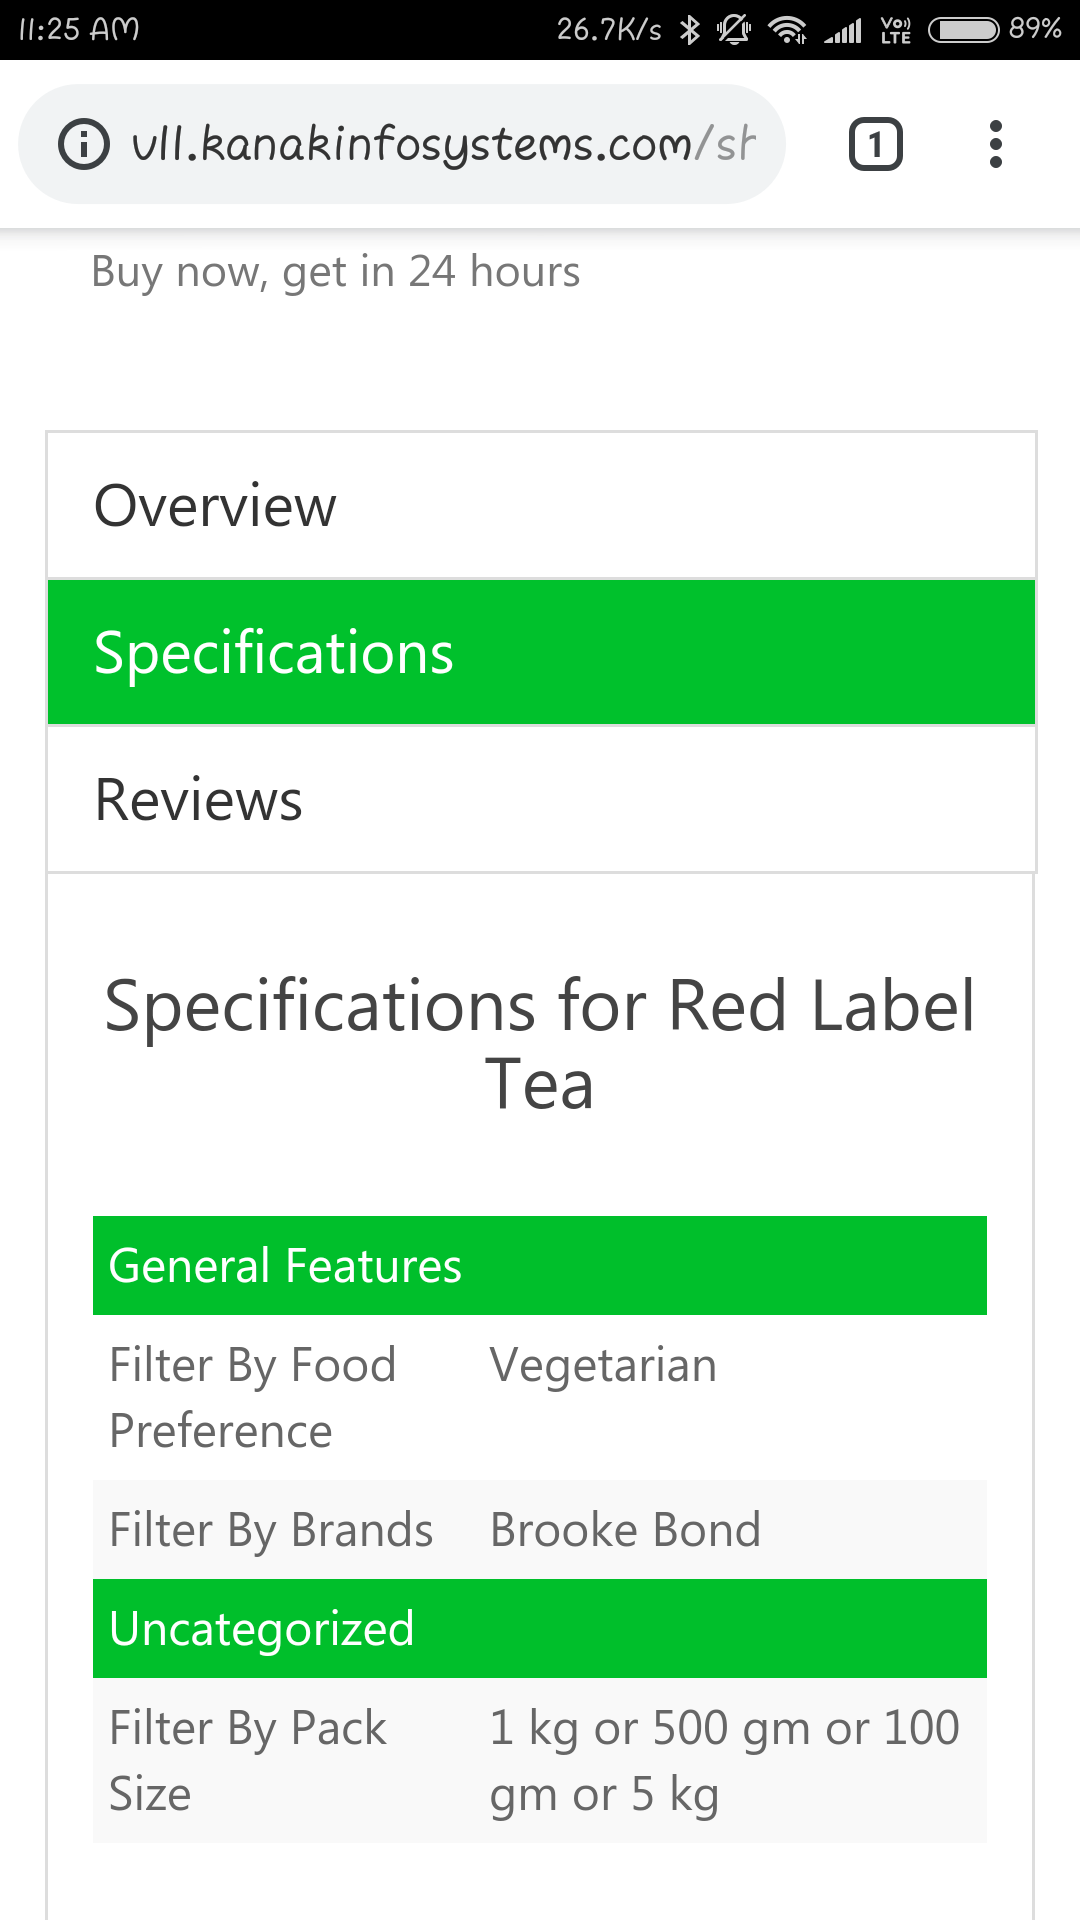 11:25 AM 26.7K/s VoLTE 89%
v11.kanakinfosystems.com/sh 1
Buy now, get in 24 hours
Overview
Specifications
Reviews
Specifications for Red Label
Tea
General Features
Filter By Food Vegetarian
Preference
Filter By Brands Brooke Bond
Uncategorized
Filter By Pack 1 kg or 500 gm or 100
Size gm or 5 kg